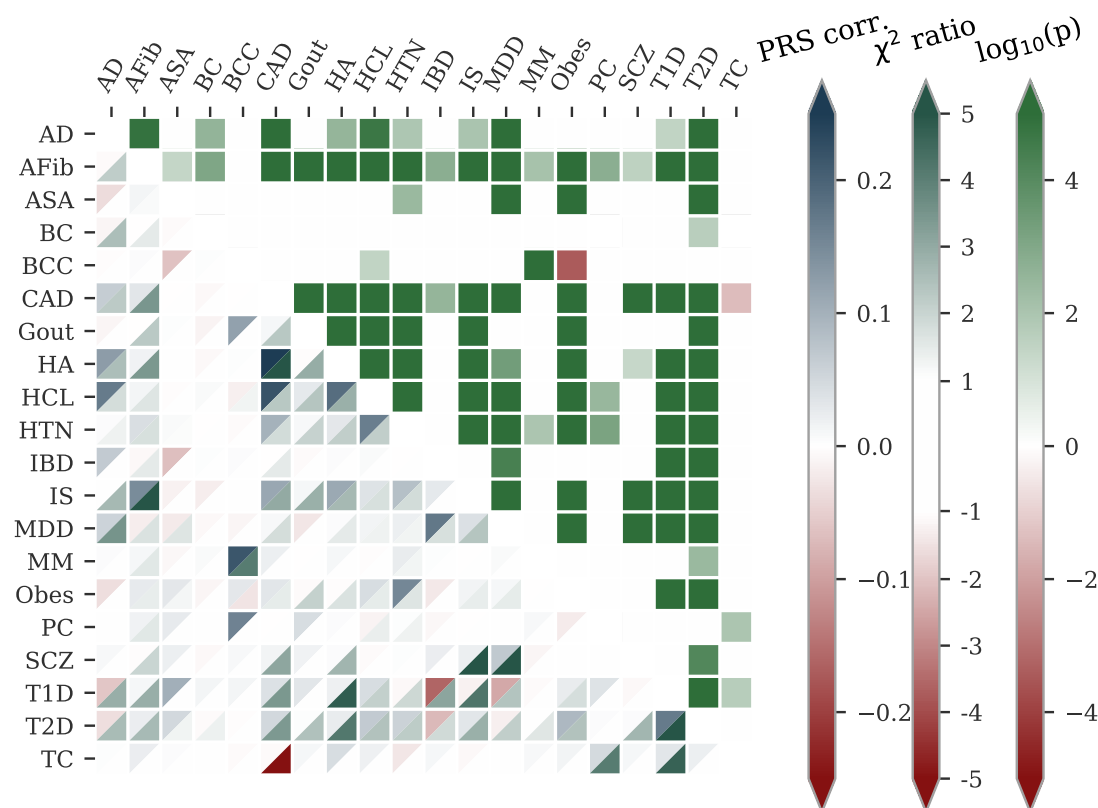 PRS corr. χ² ratio log₁₀(p)
AD AFib ASA BC BCC CAD Gout HA HCL HTN IBD IS MDD MM Obes PC SCZ T1D T2D TC
AD
AFib
ASA
BC
BCC
CAD
Gout
HA
HCL
HTN
IBD
IS
MDD
MM
Obes
PC
SCZ
T1D
T2D
TC
0.2
0.1
0.0
−0.1
−0.2
5
4
3
2
1
-1
-2
-3
-4
-5
4
2
0
−2
−4